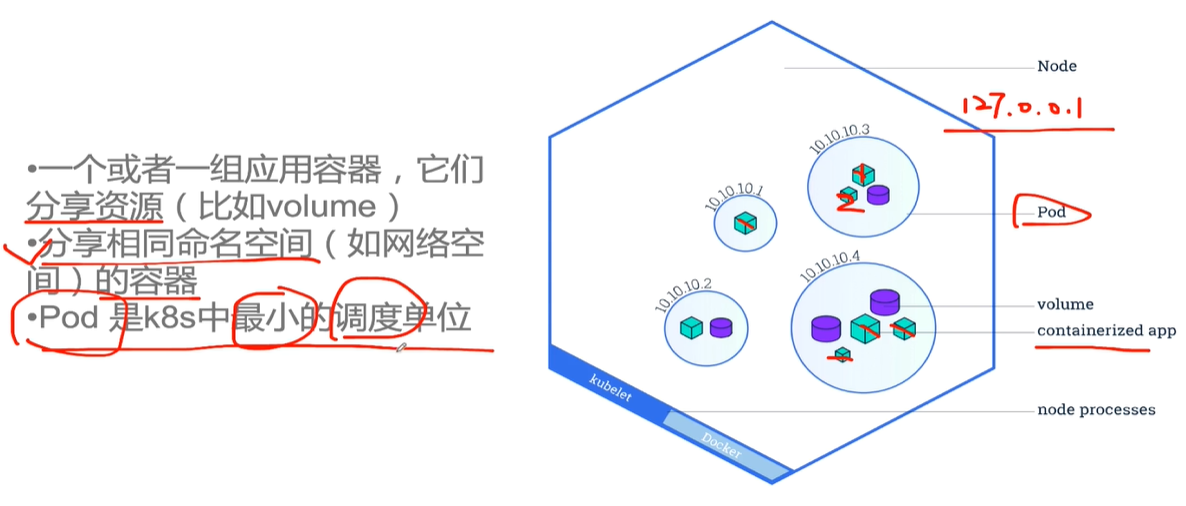 •一个或者一组应用容器，它们
分享资源（比如volume）
•分享相同命名空间（如网络空
间）的容器
•Pod 是k8s中最小的调度单位
Node
127.0.0.1
10.10.10.3
10.10.10.1
Pod
10.10.10.4
10.10.10.2
volume
containerized app
kubelet
node processes
Docker
1
2